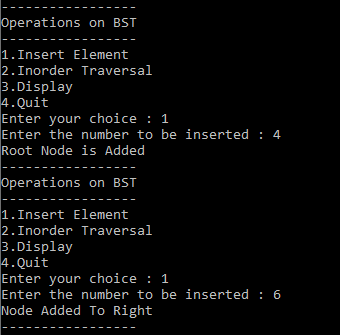 -----------------
Operations on BST
-----------------
1.Insert Element
2.Inorder Traversal
3.Display
4.Quit
Enter your choice : 1
Enter the number to be inserted : 4
Root Node is Added
-----------------
Operations on BST
-----------------
1.Insert Element
2.Inorder Traversal
3.Display
4.Quit
Enter your choice : 1
Enter the number to be inserted : 6
Node Added To Right
-----------------